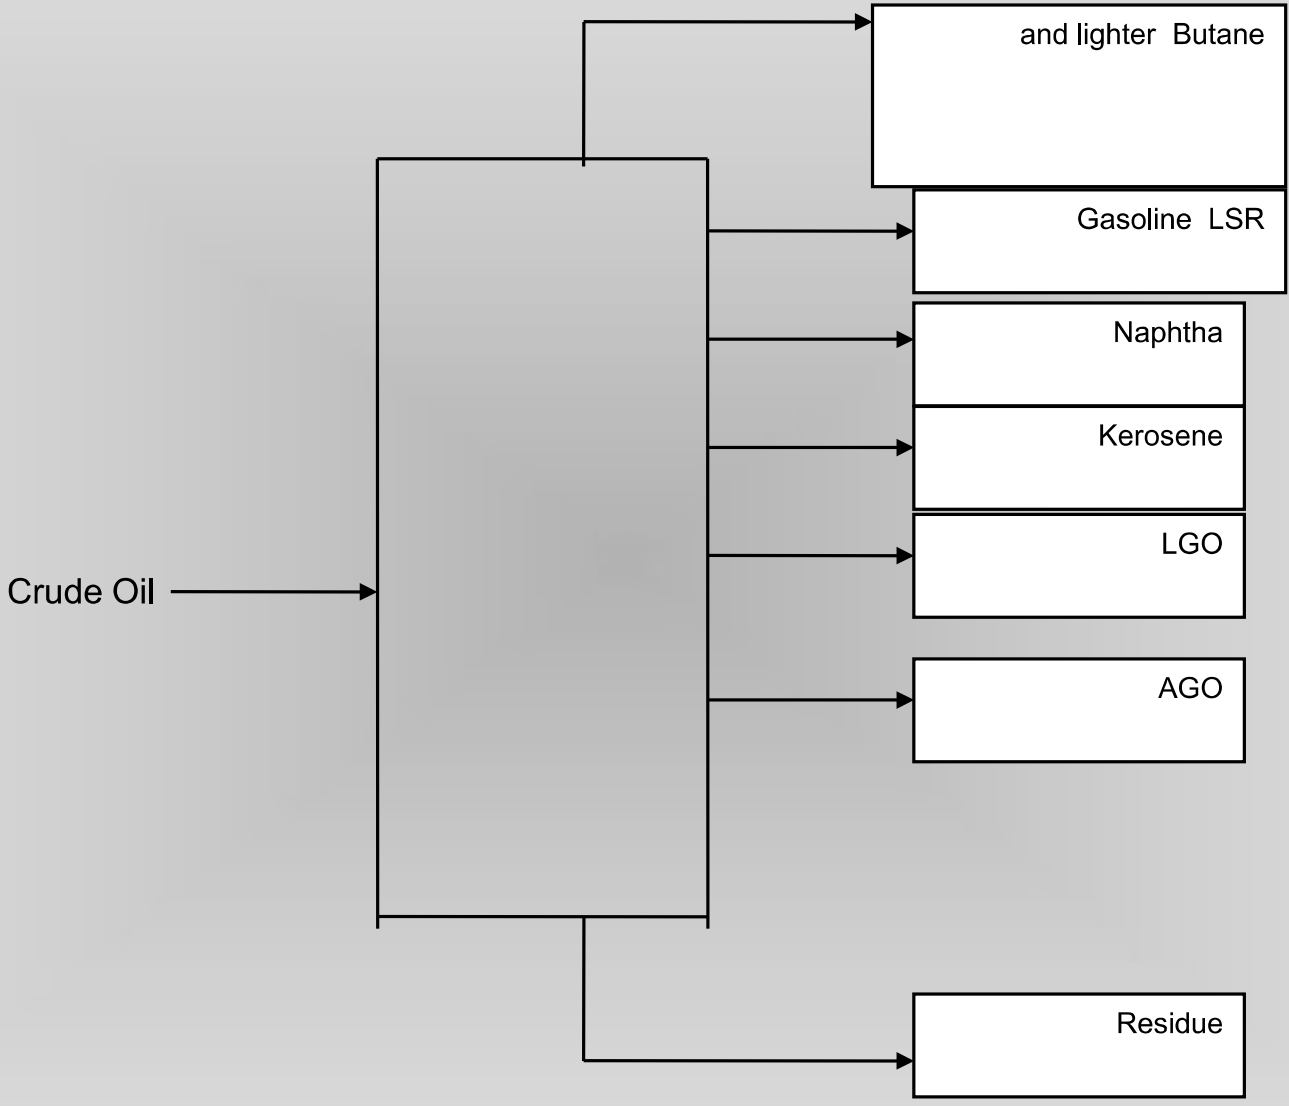 and lighter  Butane
Gasoline  LSR
Naphtha
Kerosene
LGO
Crude Oil
AGO
Residue